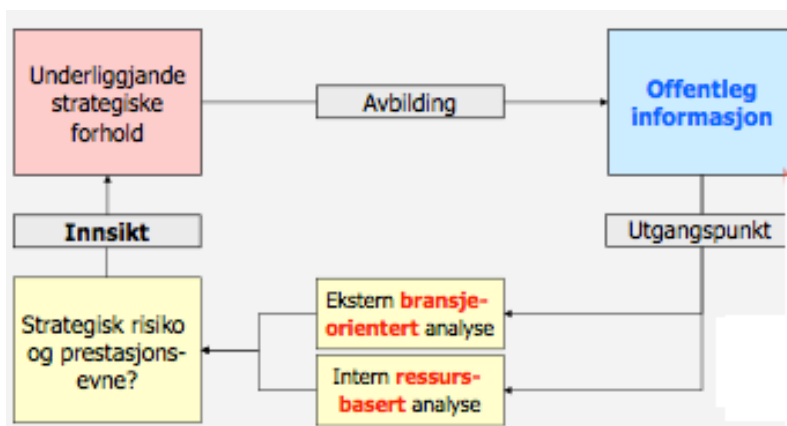 Underliggjande
strategiske
forhold
Avbilding
Offentleg
informasjon
Innsikt
Utgangspunkt
Strategisk risiko
og prestasjons-
evne?
Ekstern bransje-
orientert analyse
Intern ressurs-
basert analyse